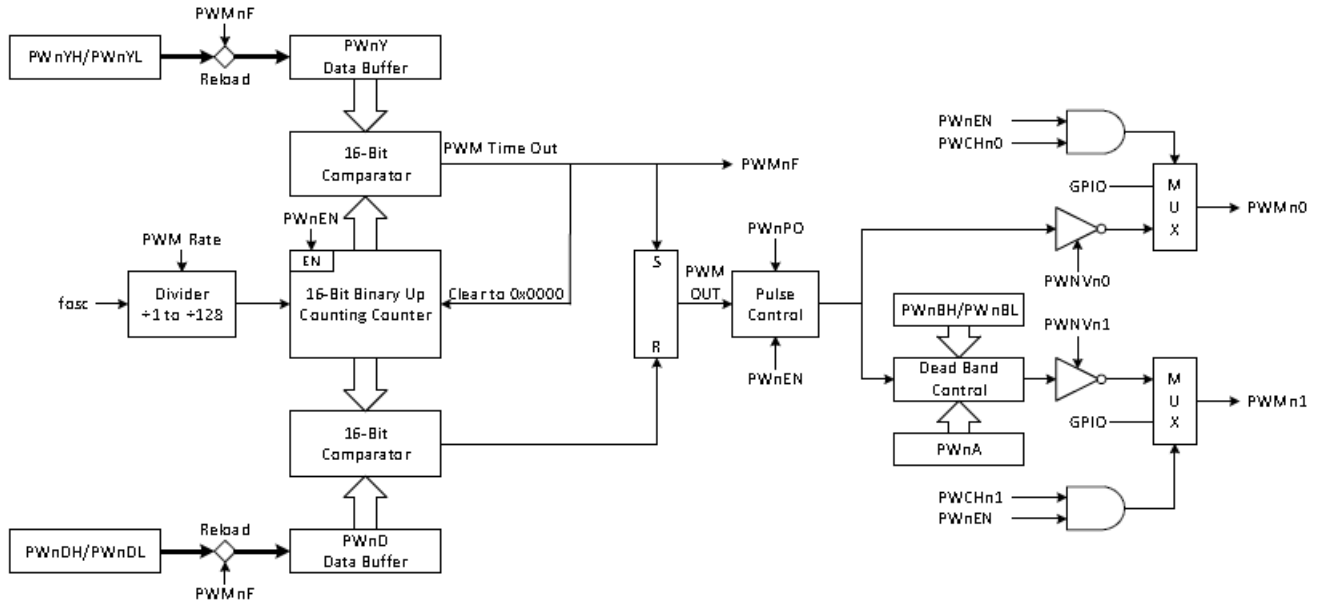 PWMnF
PWnYH/PWnYL
Reload
PWnY
Data Buffer
16-Bit
Comparator
PWM Time Out
PWMnF
PWnEN
PWCHn0
GPIO
M
U
X
PWMn0
PWNVn0
PWnEN
EN
PWM Rate
fosc
Divider
÷1 to ÷128
16-Bit Binary Up
Counting Counter
Clear to 0x0000
S
R
PWM
OUT
PWnPO
Pulse
Control
PWnEN
PWnBH/PWnBL
Dead Band
Control
PWnA
PWNVn1
M
U
X
GPIO
PWMn1
PWCHn1
PWnEN
16-Bit
Comparator
PWnDH/PWnDL
Reload
PWMnF
PWnD
Data Buffer